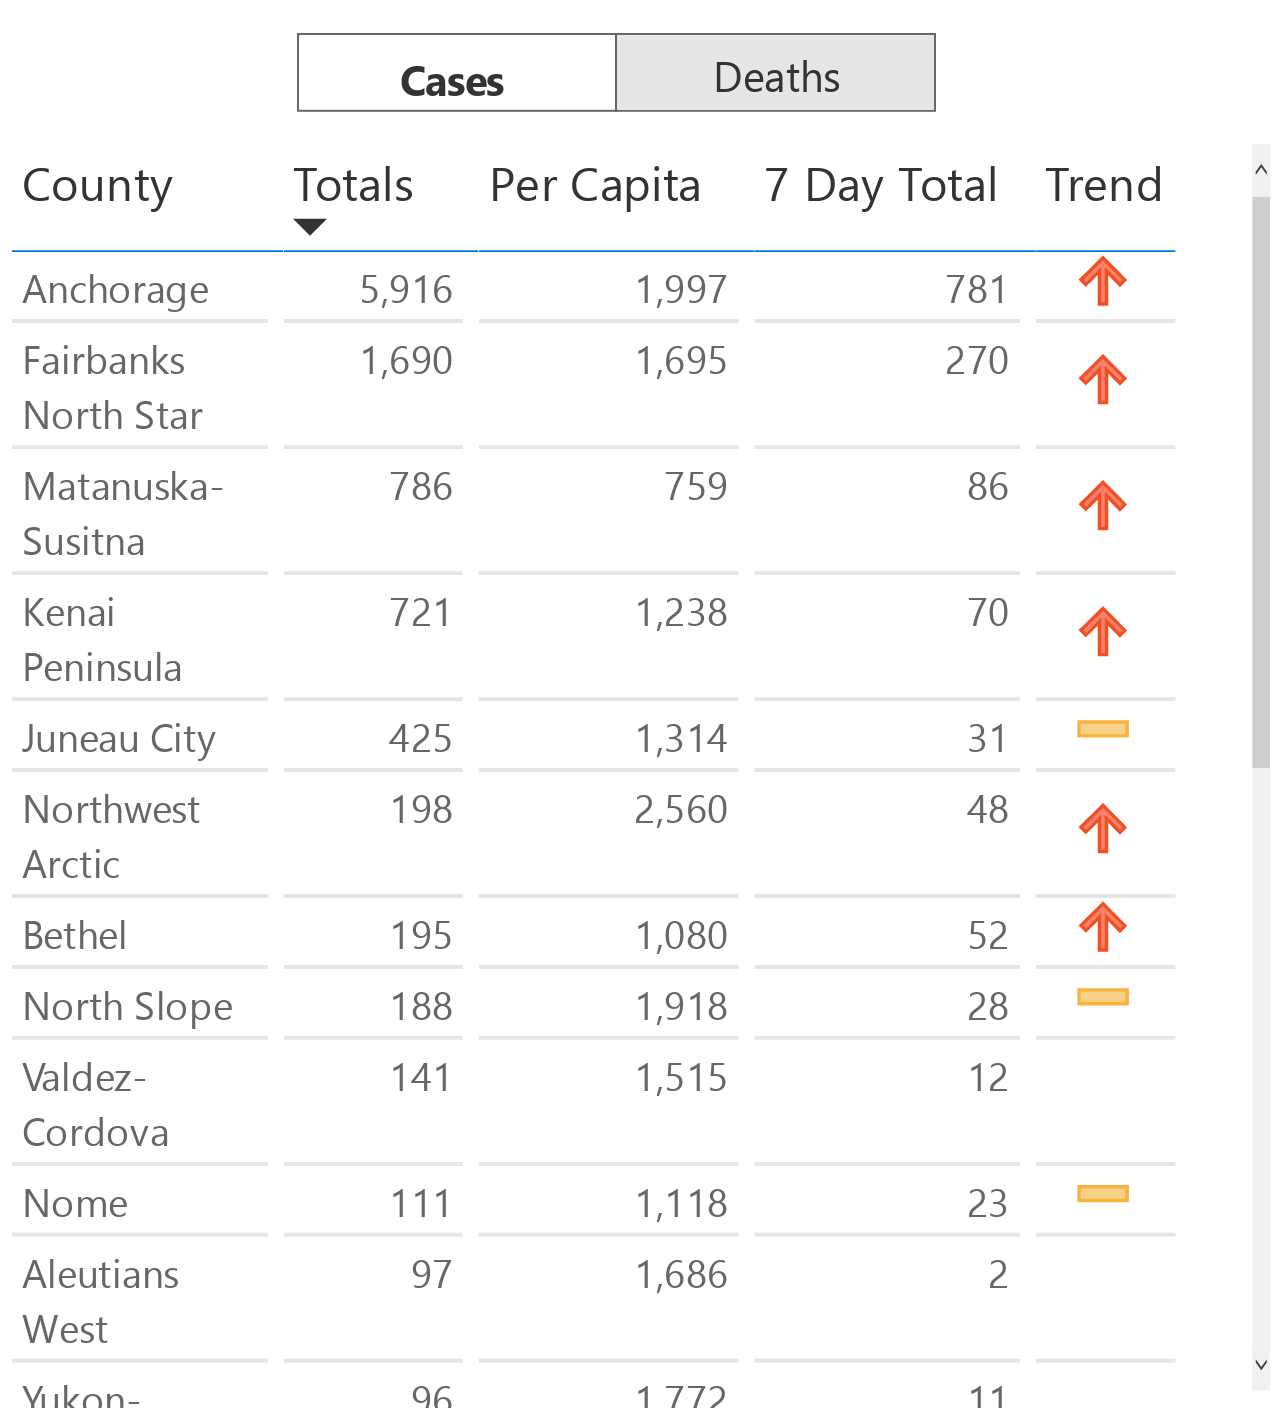 Cases Deaths
County Totals Per Capita 7 Day Total Trend
Anchorage 5,916 1,997 781
Fairbanks 1,690 1,695 270
North Star
Matanuska- 786 759 86
Susitna
Kenai 721 1,238 70
Peninsula
Juneau City 425 1,314 31
Northwest 198 2,560 48
Arctic
Bethel 195 1,080 52
North Slope 188 1,918 28
Valdez- 141 1,515 12
Cordova
Nome 111 1,118 23
Aleutians 97 1,686 2
West
Yukon- 96 1,772 11